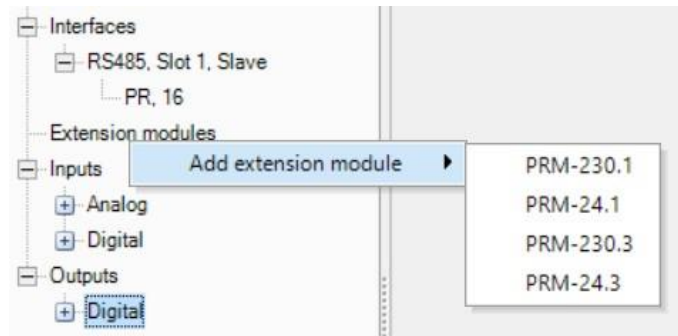 Interfaces
RS485, Slot 1, Slave
PR, 16
Extension modules
Add extension module
PRM-230.1
PRM-24.1
PRM-230.3
PRM-24.3
Inputs
Analog
Digital
Outputs
Digital